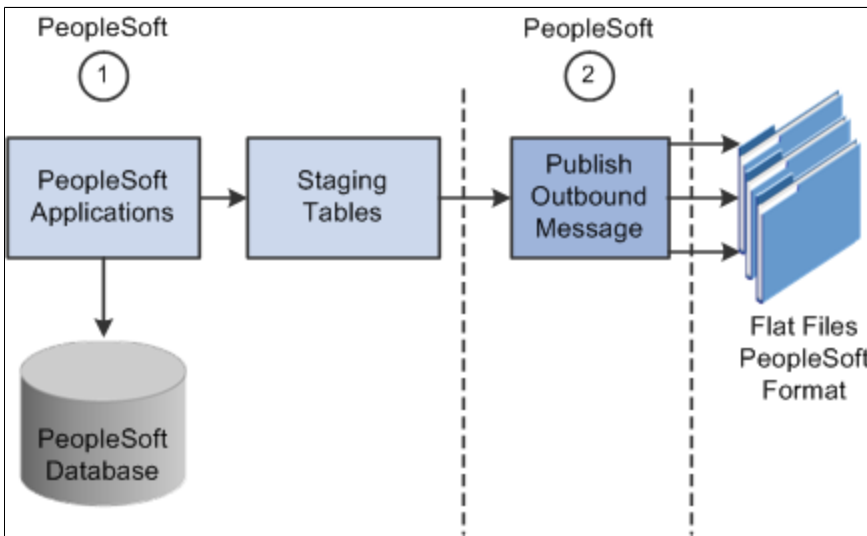 PeopleSoft
1
PeopleSoft
2
PeopleSoft
Applications
Staging
Tables
Publish
Outbound
Message
Flat Files
PeopleSoft
Format
PeopleSoft
Database